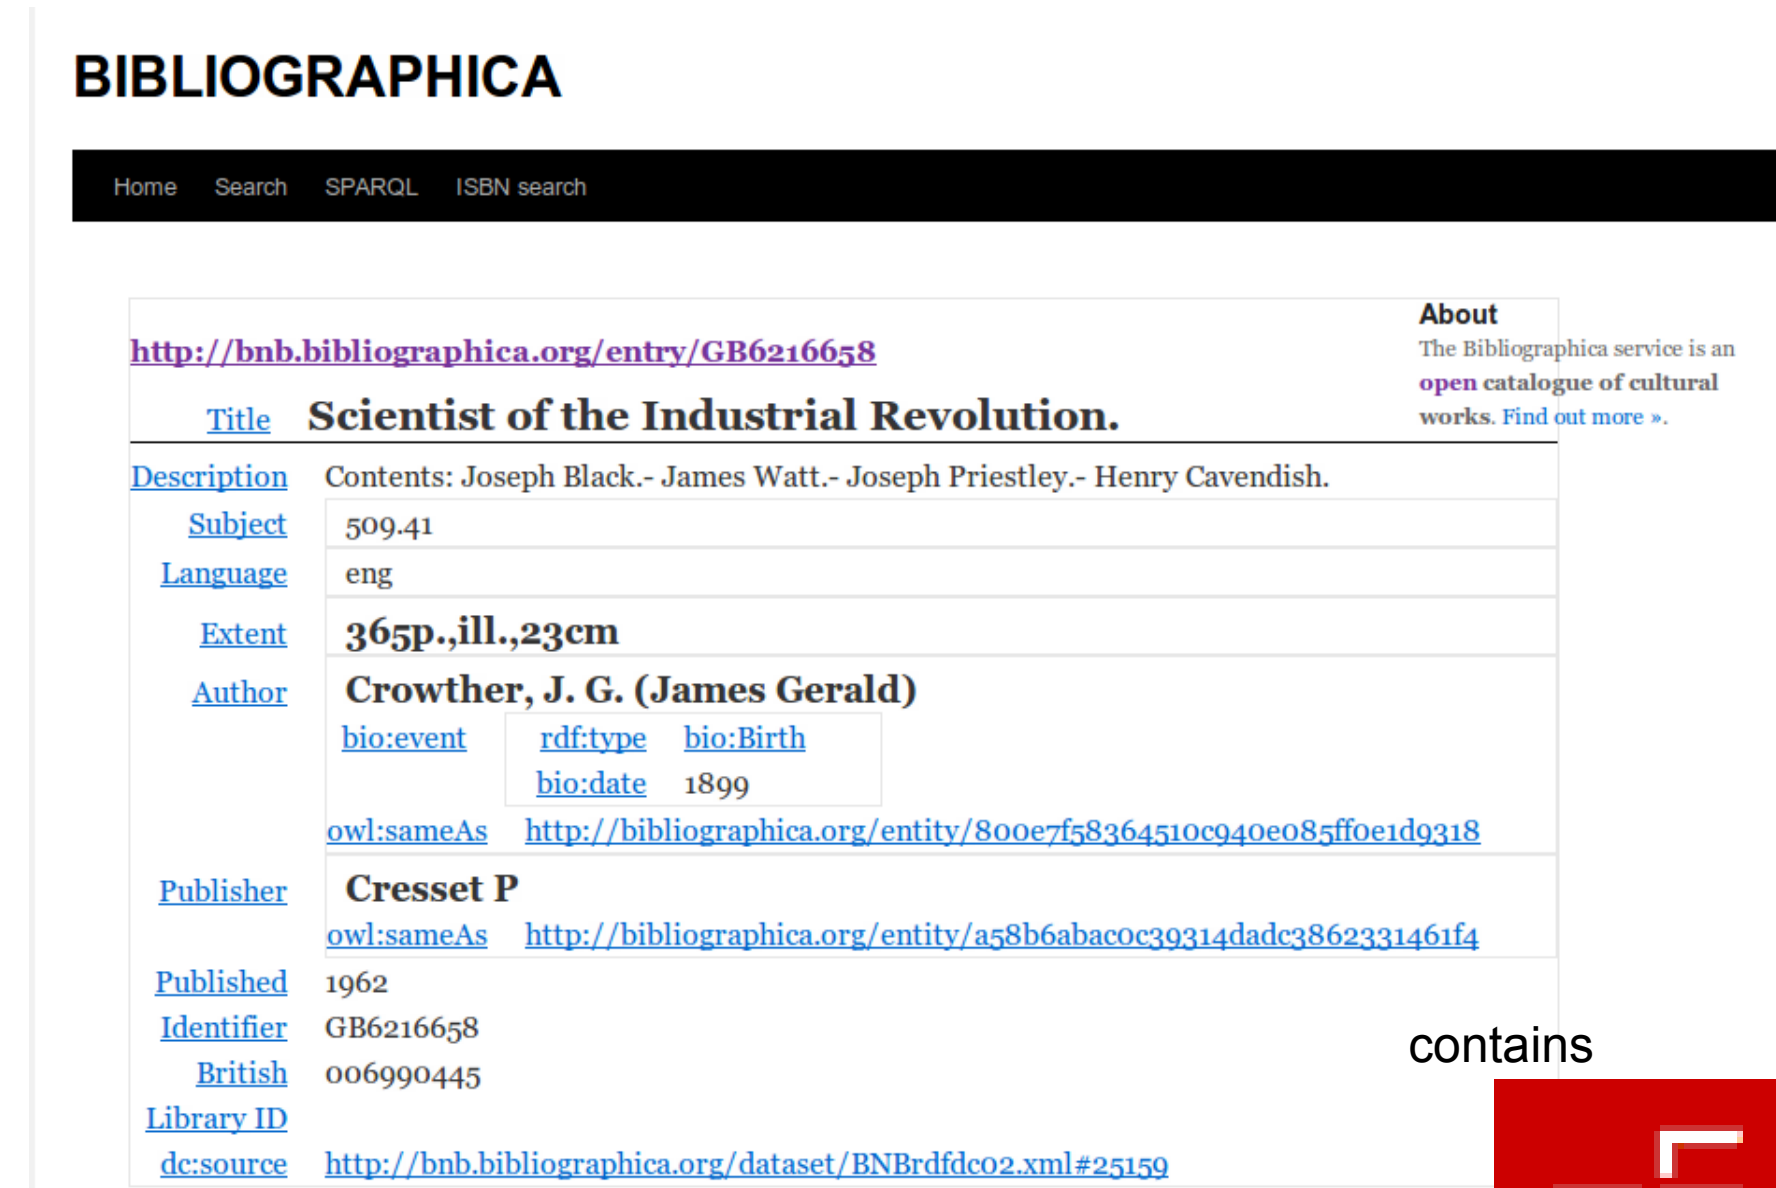 BIBLIOGRAPHICA
Home Search SPARQL ISBN search
http://bnb.bibliographica.org/entry/GB6216658
Title Scientist of the Industrial Revolution.
Description Contents: Joseph Black.- James Watt.- Joseph Priestley.- Henry Cavendish.
Subject 509.41
Language eng
Extent 365p.,ill.,23cm
Author Crowther, J. G. (James Gerald)
bio:event rdf:type bio:Birth
bio:date 1899
owl:sameAs http://bibliographica.org/entity/800e7f58364510c940e085ff0e1d9318
Publisher Cresset P
owl:sameAs http://bibliographica.org/entity/a58b6abac0c39314dadc3862331461f4
Published 1962
Identifier GB6216658
British 006990445
Library ID
dc:source http://bnb.bibliographica.org/dataset/BNBrdfdc02.xml#25159
About
The Bibliographica service is an
open catalogue of cultural
works. Find out more ».
contains